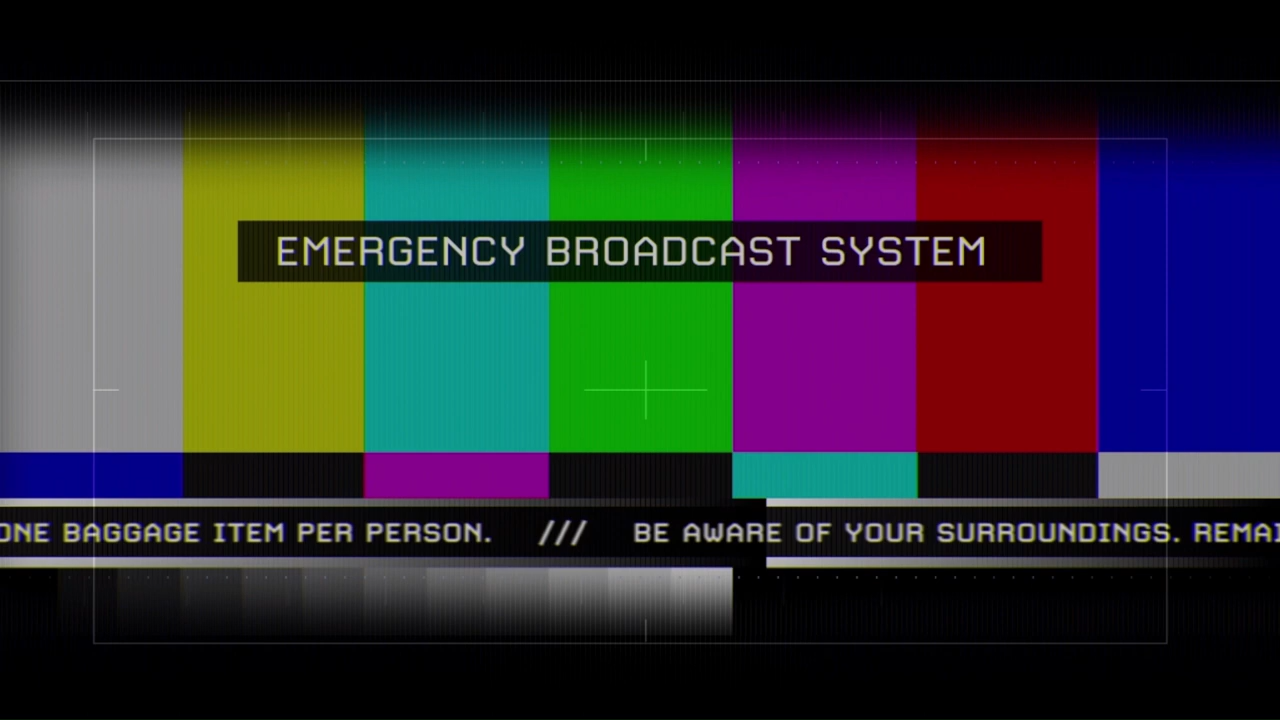 EMERGENCY BROADCAST SYSTEM
ONE BAGGAGE ITEM PER PERSON. /// BE AWARE OF YOUR SURROUNDINGS.